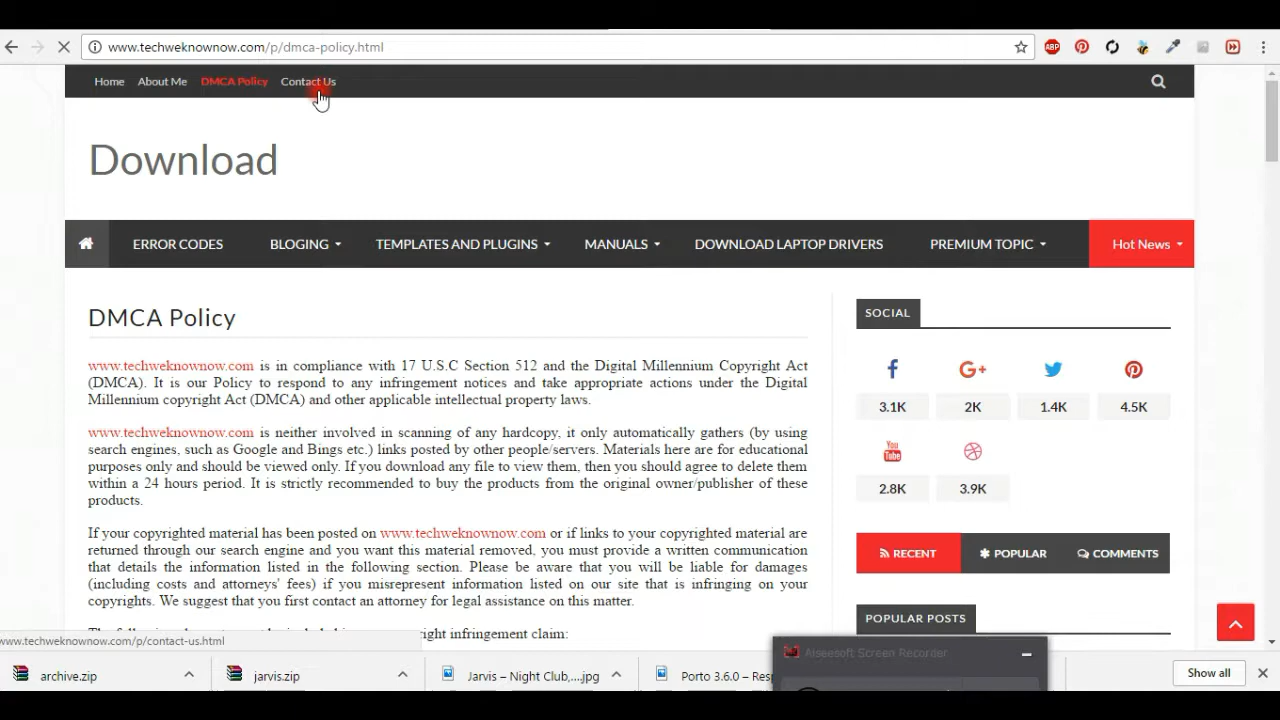 www.techweknownow.com/p/dmca-policy.html
ABP
Home About Me DMCA Policy Contact Us
Download
ERROR CODES BLOGING TEMPLATES AND PLUGINS MANUALS DOWNLOAD LAPTOP DRIVERS PREMIUM TOPIC Hot News
DMCA Policy
www.techweknownow.com is in compliance with 17 U.S.C Section 512 and the Digital Millennium Copyright Act
(DMCA). It is our Policy to respond to any infringement notices and take appropriate actions under the Digital
Millennium copyright Act (DMCA) and other applicable intellectual property laws.
www.techweknownow.com is neither involved in scanning of any hardcopy, it only automatically gathers (by using
search engines, such as Google and Bings etc.) links posted by other people/servers. Materials here are for educational
purposes only and should be viewed only. If you download any file to view them, then you should agree to delete them
within a 24 hours period. It is strictly recommended to buy the products from the original owner/publisher of these
products.
If your copyrighted material has been posted on www.techweknownow.com or if links to your copyrighted material are
returned through our search engine and you want this material removed, you must provide a written communication
that details the information listed in the following section. Please be aware that you will be liable for damages
(including costs and attorneys' fees) if you misrepresent information listed on our site that is infringing on your
copyrights. We suggest that you first contact an attorney for legal assistance on this matter.
infringement claim:
SOCIAL
G+
3.1K 2K 1.4K 4.5K
You Tube
2.8K 3.9K
RECENT POPULAR COMMENTS
POPULAR POSTS
www.techweknownow.com/p/contact-us.html
Aiseesoft Screen Recorder
archive.zip jarvis.zip Jarvis – Night Club,....jpg Porto 3.6.0 – Resp Show all